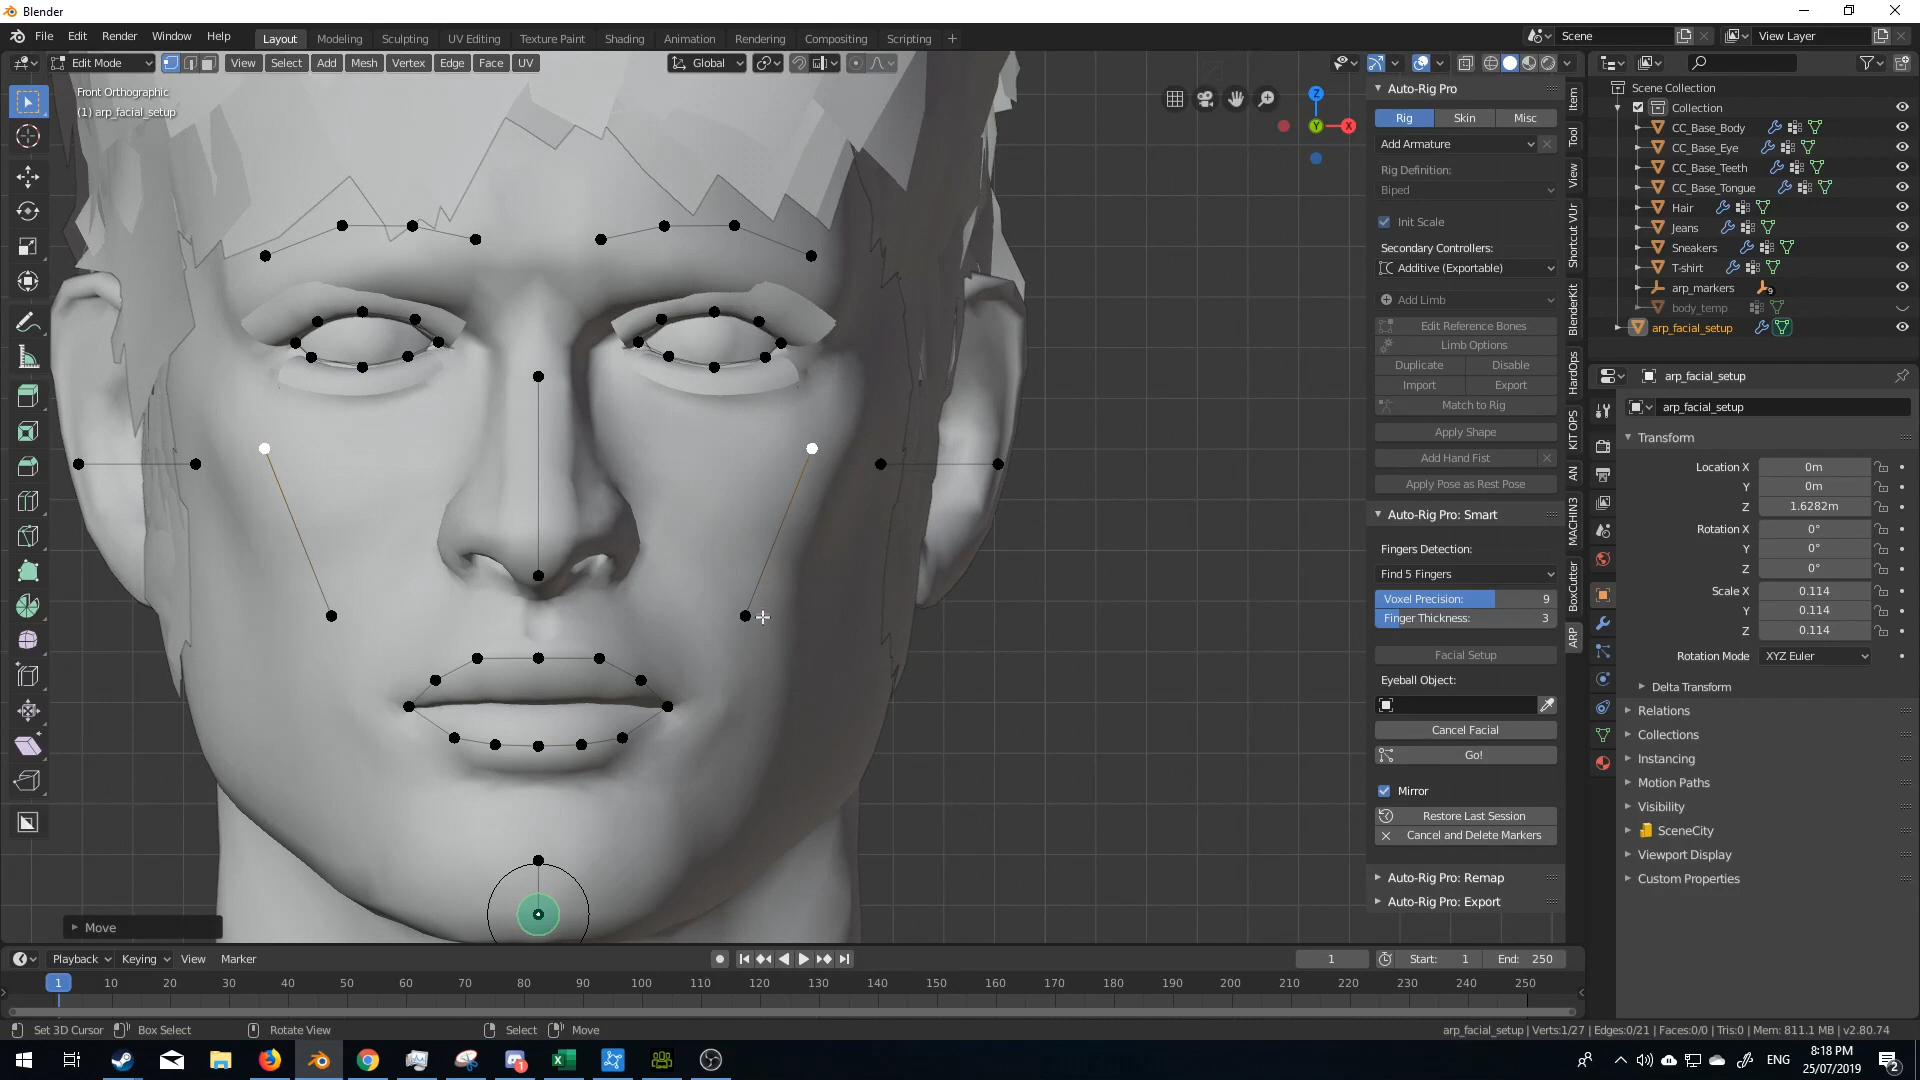 Blender
File Edit Render Window Help
Layout Modeling Sculpting UV Editing Texture Paint Shading Animation Rendering Compositing Scripting +
Scene View Layer
Edit Mode View Select Add Mesh Vertex Edge Face UV Global
Front Orthographic
(1) arp_facial_setup
Z
X
Y
Move
Item
Tool
View
Shortcut VUr
BlenderKit
HardOps
KIT OPS
AN
MACHIN3
BoxCutter
ARP
Auto-Rig Pro
Rig Skin Misc
Add Armature
Rig Definition:
Biped
Init Scale
Secondary Controllers:
Additive (Exportable)
Add Limb
Edit Reference Bones
Limb Options
Duplicate Disable
Import Export
Match to Rig
Apply Shape
Add Hand Fist
Apply Pose as Rest Pose
Auto-Rig Pro: Smart
Fingers Detection:
Find 5 Fingers
Voxel Precision: 9
Finger Thickness: 3
Facial Setup
Eyeball Object:
Cancel Facial
Go!
Mirror
Restore Last Session
Cancel and Delete Markers
Auto-Rig Pro: Remap
Auto-Rig Pro: Export
Scene Collection
Collection
CC_Base_Body
CC_Base_Eye
CC_Base_Teeth
CC_Base_Tongue
Hair
Jeans
Sneakers
T-shirt
arp_markers 9
body_temp
arp_facial_setup
arp_facial_setup
arp_facial_setup
Transform
Location X 0m
Y 0m
Z 1.6282m
Rotation X 0°
Y 0°
Z 0°
Scale X 0.114
Y 0.114
Z 0.114
Rotation Mode XYZ Euler
Delta Transform
Relations
Collections
Instancing
Motion Paths
Visibility
SceneCity
Viewport Display
Custom Properties
Playback Keying View Marker 1 Start: 1 End: 250
1 10 20 30 40 50 60 70 80 90 100 110 120 130 140 150 160 170 180 190 200 210 220 230 240 250
Set 3D Cursor Box Select Rotate View Select Move arp_facial_setup | Verts:1/27 | Edges:0/21 | Faces:0/0 | Tris:0 | Mem: 811.1 MB | v2.80.74
ENG 8:18 PM
25/07/2019 2